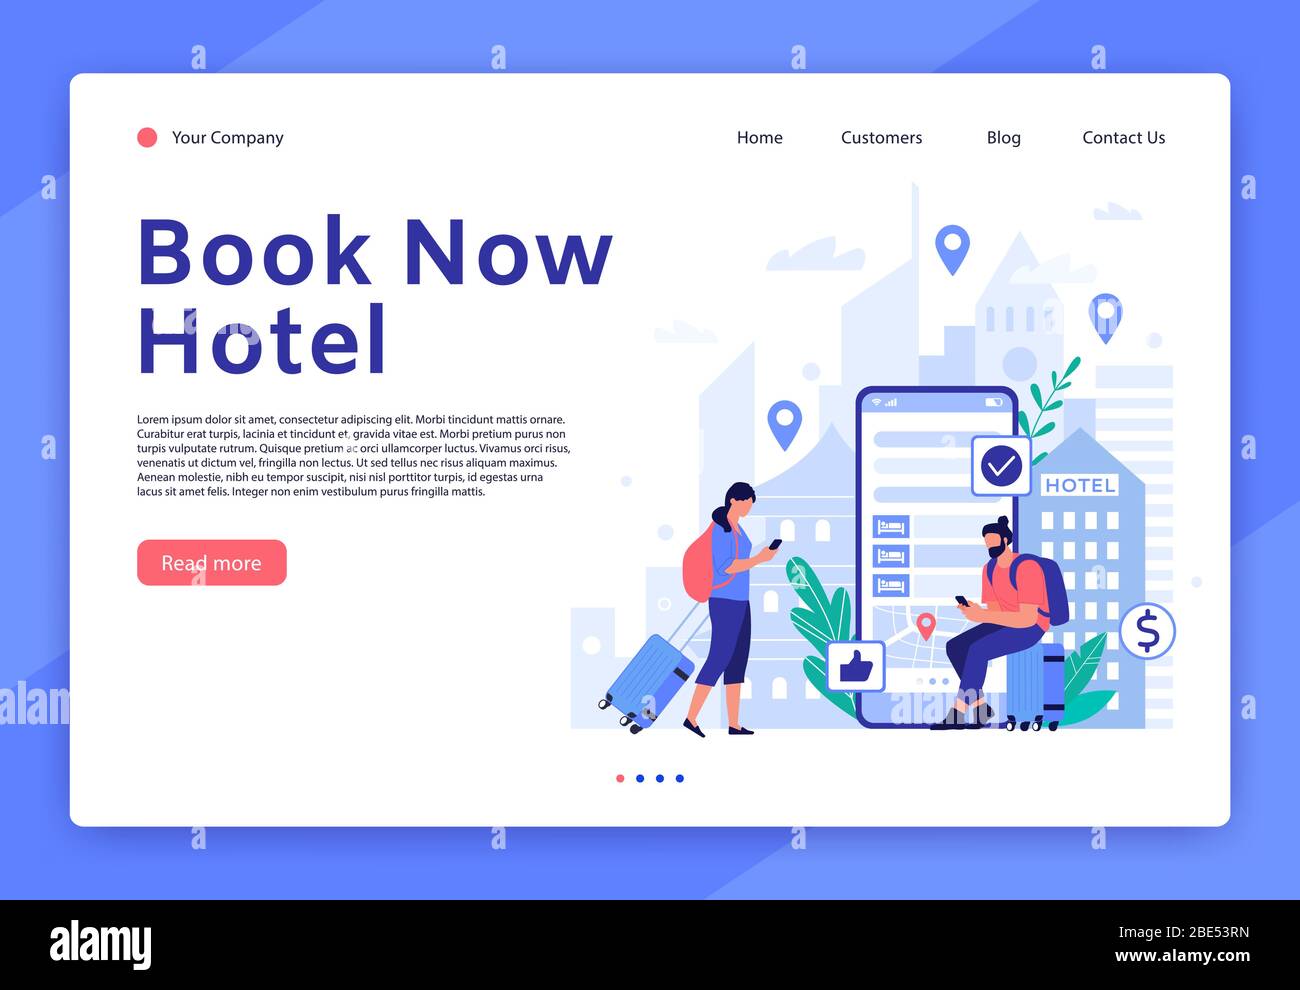 Your Company
Home Customers Blog Contact Us
Book Now
Hotel
Lorem ipsum dolor sit amet, consectetur adipiscing elit. Morbi tincidunt mattis ornare.
Curabitur erat turpis, lacinia et tincidunt et, gravida vitae erat. Morbi pretium purus non
turpis vulputate rutrum. Quisque pretium ac orci ullamcorper luctus. Vivamus orci risus,
venenatis ut dictum vel, fringilla non lectus. Ut sed felis sed risus aliquam maximus.
Aenean molestie, nibh eu tempor suscipit, nisi nisl porttitor turpis, id egestas urna
lacus sit amet felis. Integer non enim vestibulum purus fringilla mattis.
Read more
HOTEL
$
a
alamy
Image ID: 2BE53RN
www.alamy.com